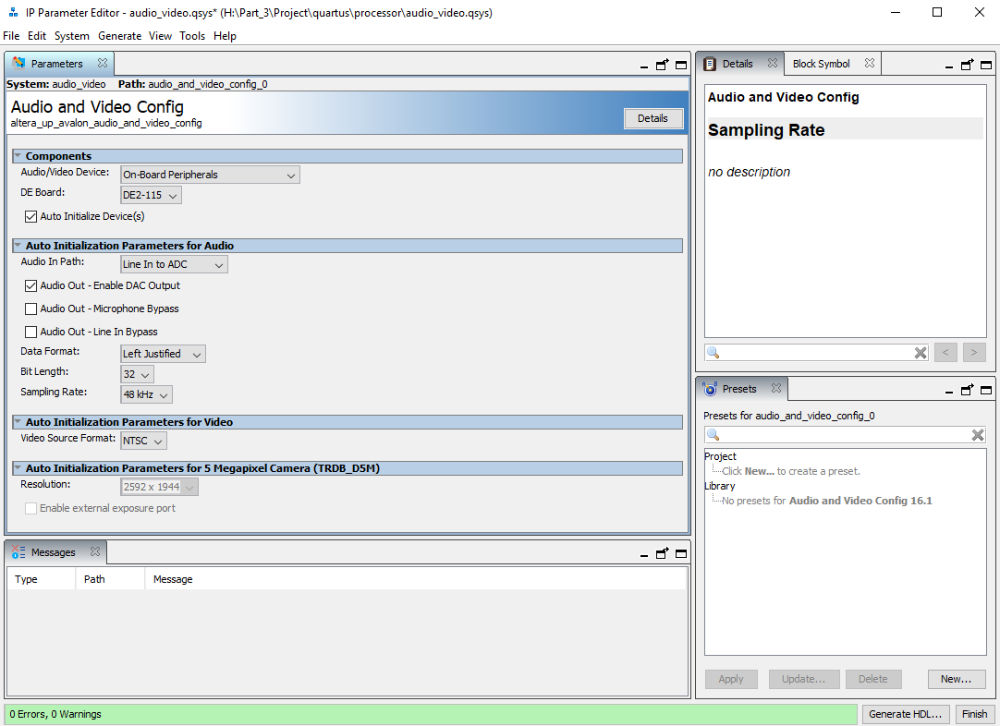 IP Parameter Editor - audio_video.qsys* (H:\Part_3\Project\quartus\processor\audio_video.qsys)
File Edit System Generate View Tools Help
Parameters
System: audio_video Path: audio_and_video_config_0
Audio and Video Config
altera_up_avalon_audio_and_video_config
Details
Components
Audio/Video Device: On-Board Peripherals
DE Board: DE2-115
Auto Initialize Device(s)
Auto Initialization Parameters for Audio
Audio In Path: Line In to ADC
Audio Out - Enable DAC Output
Audio Out - Microphone Bypass
Audio Out - Line In Bypass
Data Format: Left Justified
Bit Length: 32
Sampling Rate: 48 kHz
Auto Initialization Parameters for Video
Video Source Format: NTSC
Auto Initialization Parameters for 5 Megapixel Camera (TRDB_D5M)
Resolution: 2592 x 1944
Enable external exposure port
Messages
Type Path Message
Details Block Symbol
Audio and Video Config
Sampling Rate
no description
< >
Presets
Presets for audio_and_video_config_0
Project
Click New... to create a preset.
Library
No presets for Audio and Video Config 16.1
Apply Update... Delete New...
0 Errors, 0 Warnings
Generate HDL... Finish